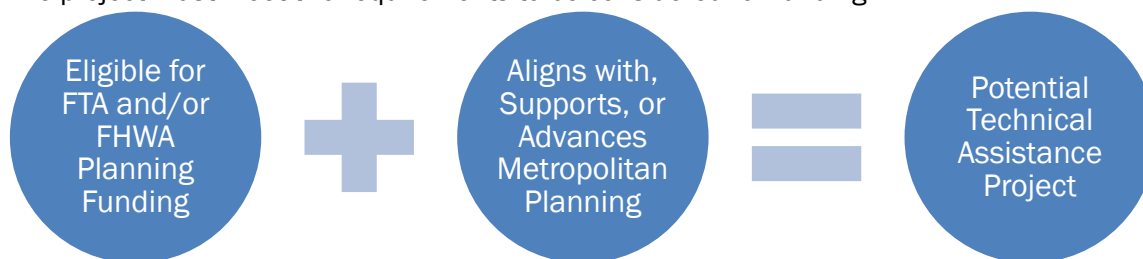 Eligible for
FTA and/or
FHWA
Planning
Funding
Aligns with,
Supports, or
Advances
Metropolitan
Planning
Potential
Technical
Assistance
Project